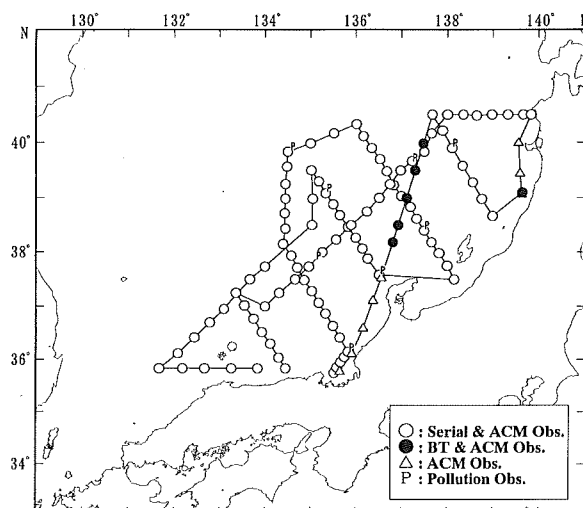 130° 132° 134° 136° 138° 140°
N
40°
38°
36°
34°
P
P
P
P
P
P
P
○ : Serial & ACM Obs.
● : BT & ACM Obs.
△ : ACM Obs.
P : Pollution Obs.